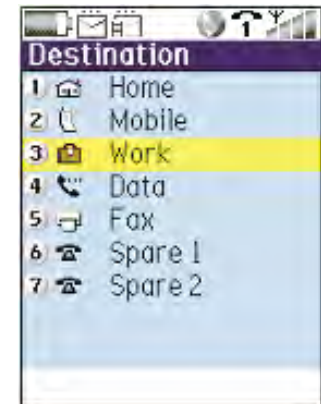 Destination
1) Home
2) Mobile
3) Work
4) Data
5) Fax
6) Spare 1
7) Spare 2